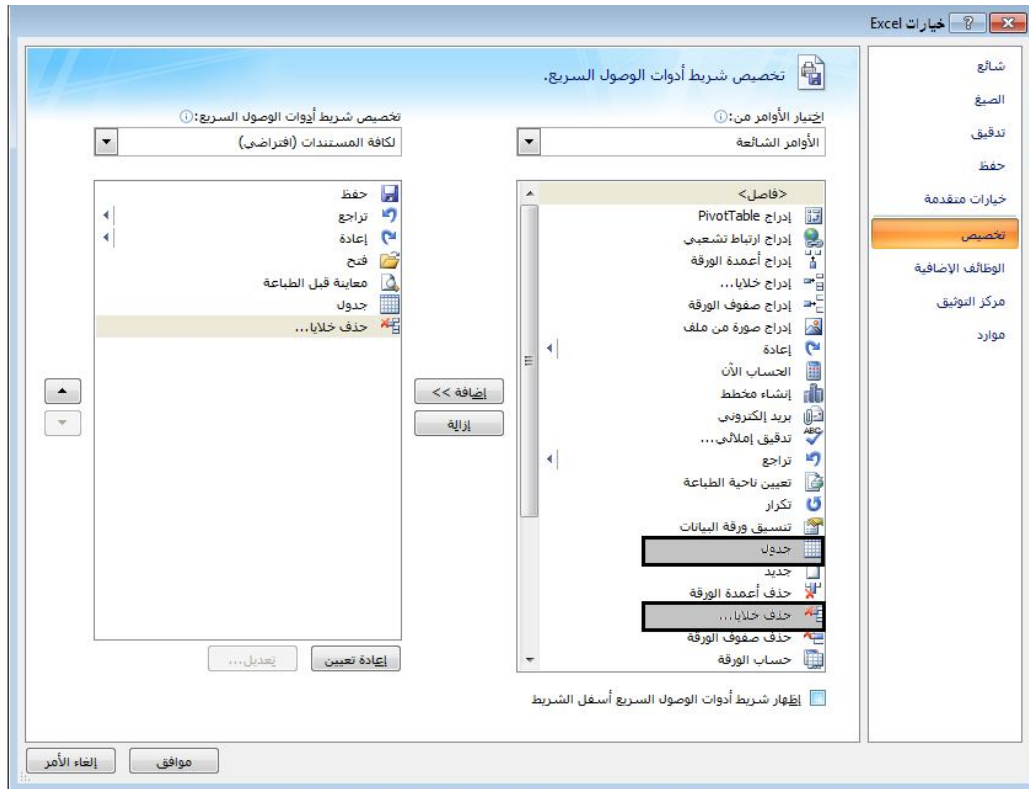 خيارات Excel
شائع
الصيغ
تدقيق
حفظ
خيارات متقدمة
تخصيص
الوظائف الإضافية
مركز التوثيق
موارد
تخصيص شريط أدوات الوصول السريع.
اختيار الأوامر من:
الأوامر الشائعة
<فاصل>
إدراج PivotTable
إدراج ارتباط تشعبي
إدراج أعمدة الورقة
إدراج خلايا...
إدراج صفوف الورقة
إدراج صورة من ملف
إعادة
الحساب الآن
إنشاء مخطط
بريد إلكتروني
تدقيق إملائي...
تراجع
تعيين ناحية الطباعة
تكرار
تنسيق ورقة البيانات
جدول
جديد
حذف أعمدة الورقة
حذف خلايا...
حذف صفوف الورقة
حساب الورقة
إظهار شريط أدوات الوصول السريع أسفل الشريط
إضافة >>
إزالة
تخصيص شريط أدوات الوصول السريع:
لكافة المستندات (افتراضي)
حفظ
تراجع
إعادة
فتح
معاينة قبل الطباعة
جدول
حذف خلايا...
إعادة تعيين
تعديل...
موافق
إلغاء الأمر